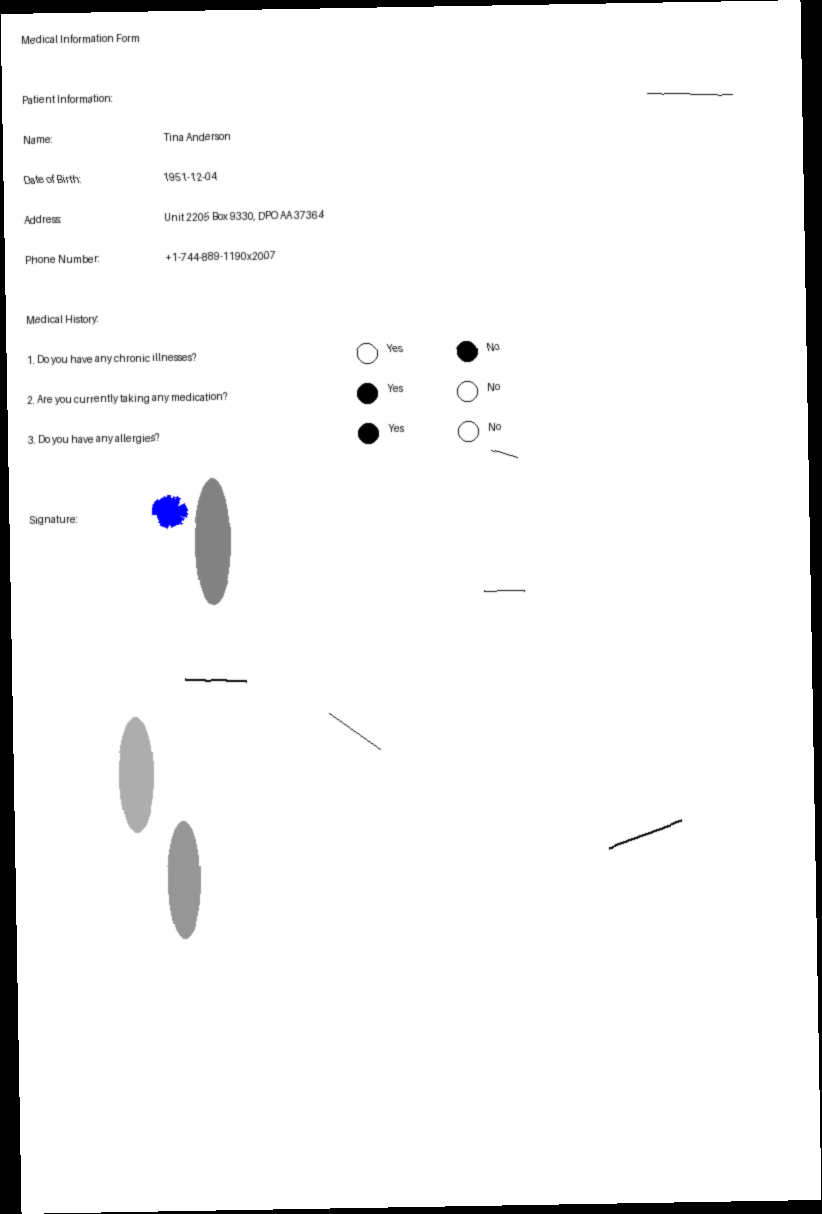 Medical Information Form
Patient Information:
Name: Tina Anderson
Date of Birth: 1951-12-04
Address: Unit 2205 Box 9330, DPO AA 37364
Phone Number: +1-744-889-1190x2007
Medical History:
1. Do you have any chronic illnesses? Yes No
2. Are you currently taking any medication? Yes No
3. Do you have any allergies? Yes No
Signature: